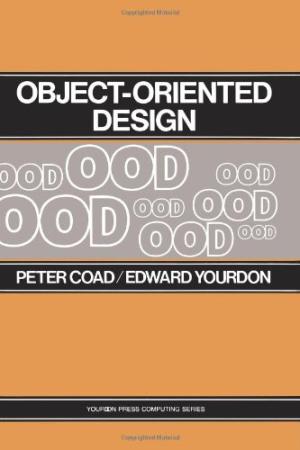 OBJECT-ORIENTED
DESIGN
OOD OOD OOD
OOD OOD OOD
OOD OOD
PETER COAD/EDWARD YOURDON
YOURDON PRESS COMPUTING SERIES